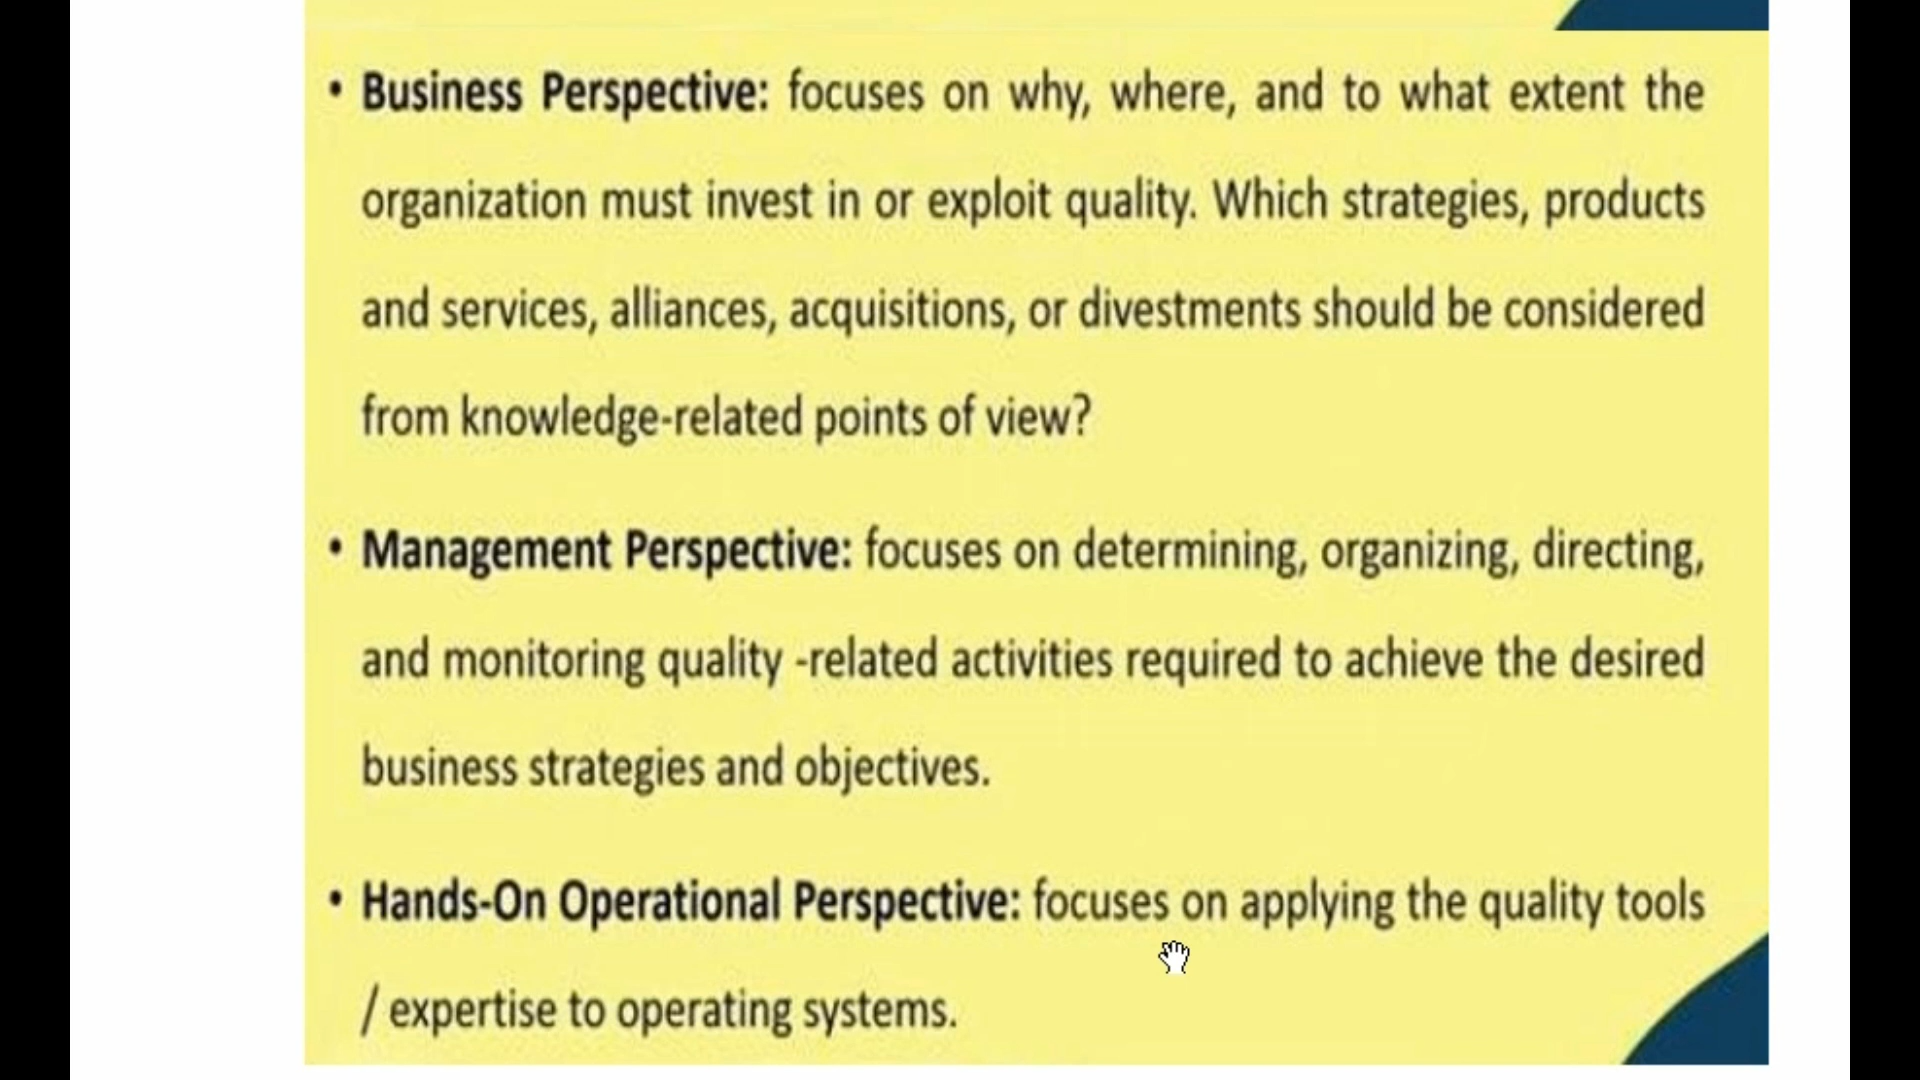 • Business Perspective: focuses on why, where, and to what extent the
organization must invest in or exploit quality. Which strategies, products
and services, alliances, acquisitions, or divestments should be considered
from knowledge-related points of view?
• Management Perspective: focuses on determining, organizing, directing,
and monitoring quality -related activities required to achieve the desired
business strategies and objectives.
• Hands-On Operational Perspective: focuses on applying the quality tools
/ expertise to operating systems.